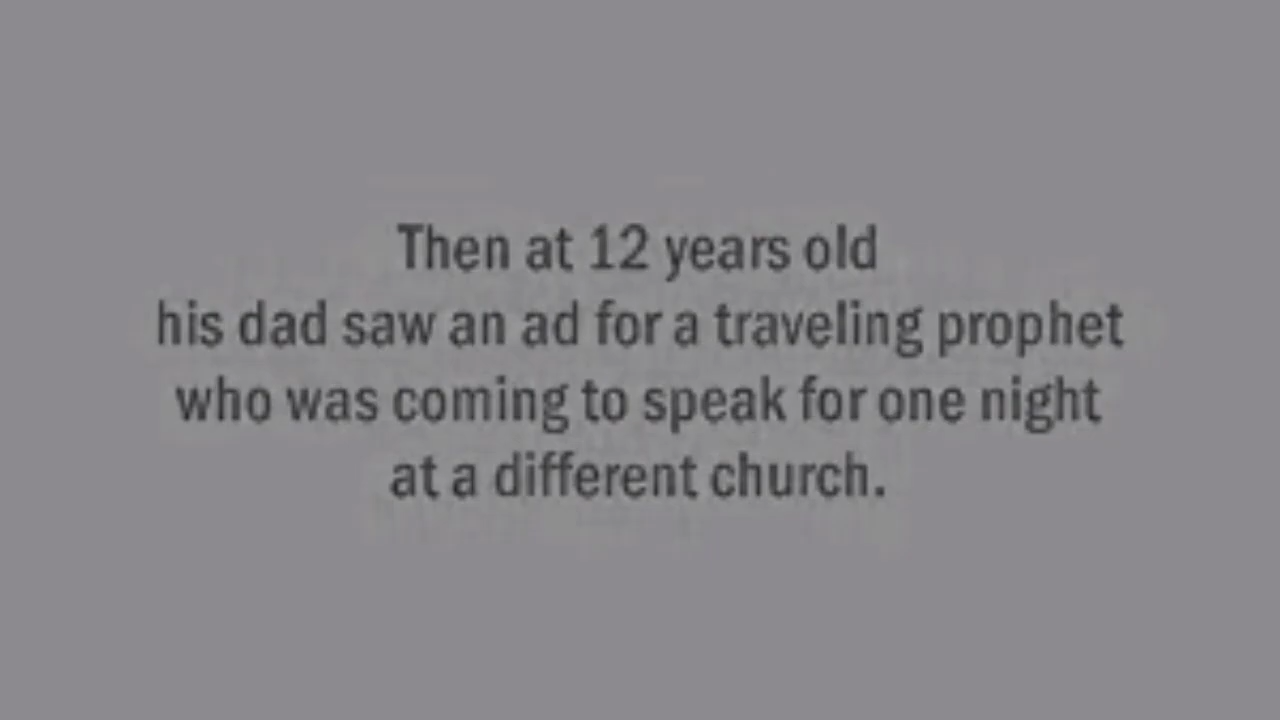 Then at 12 years old
his dad saw an ad for a traveling prophet
who was coming to speak for one night
at a different church.